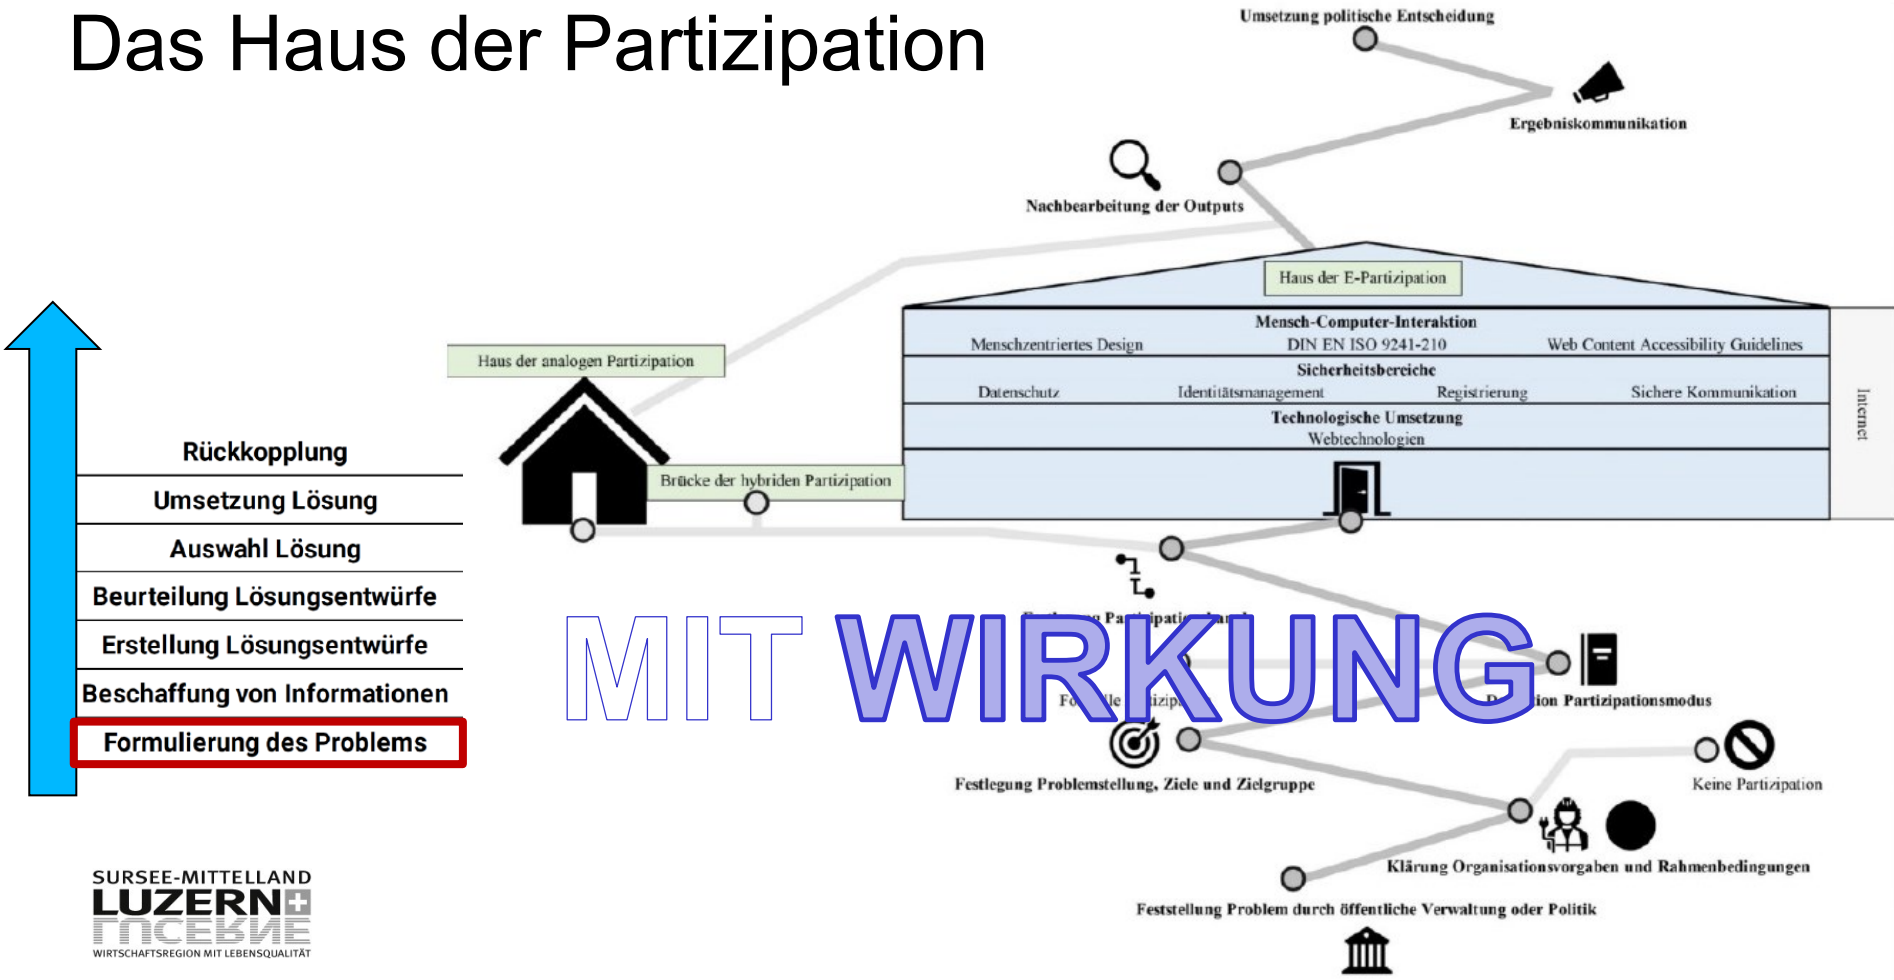 Das Haus der Partizipation
Umsetzung politische Entscheidung
Ergebniskommunikation
Nachbearbeitung der Outputs
Haus der E-Partizipation
Mensch-Computer-Interaktion
Menschzentriertes Design
DIN EN ISO 9241-210
Web Content Accessibility Guidelines
Sicherheitsbereiche
Datenschutz
Identitätsmanagement
Registrierung
Sichere Kommunikation
Technologische Umsetzung
Webtechnologien
Internet
Haus der analogen Partizipation
Brücke der hybriden Partizipation
Rückkopplung
Umsetzung Lösung
Auswahl Lösung
Beurteilung Lösungsentwürfe
Erstellung Lösungsentwürfe
Beschaffung von Informationen
Formulierung des Problems
MIT WIRKUNG
Partizipationsmodus
Festlegung Problemstellung, Ziele und Zielgruppe
Keine Partizipation
Klärung Organisationsvorgaben und Rahmenbedingungen
Feststellung Problem durch öffentliche Verwaltung oder Politik
SURSEE-MITTELLAND
LUZERN
LUCERNE
WIRTSCHAFTSREGION MIT LEBENSQUALITÄT